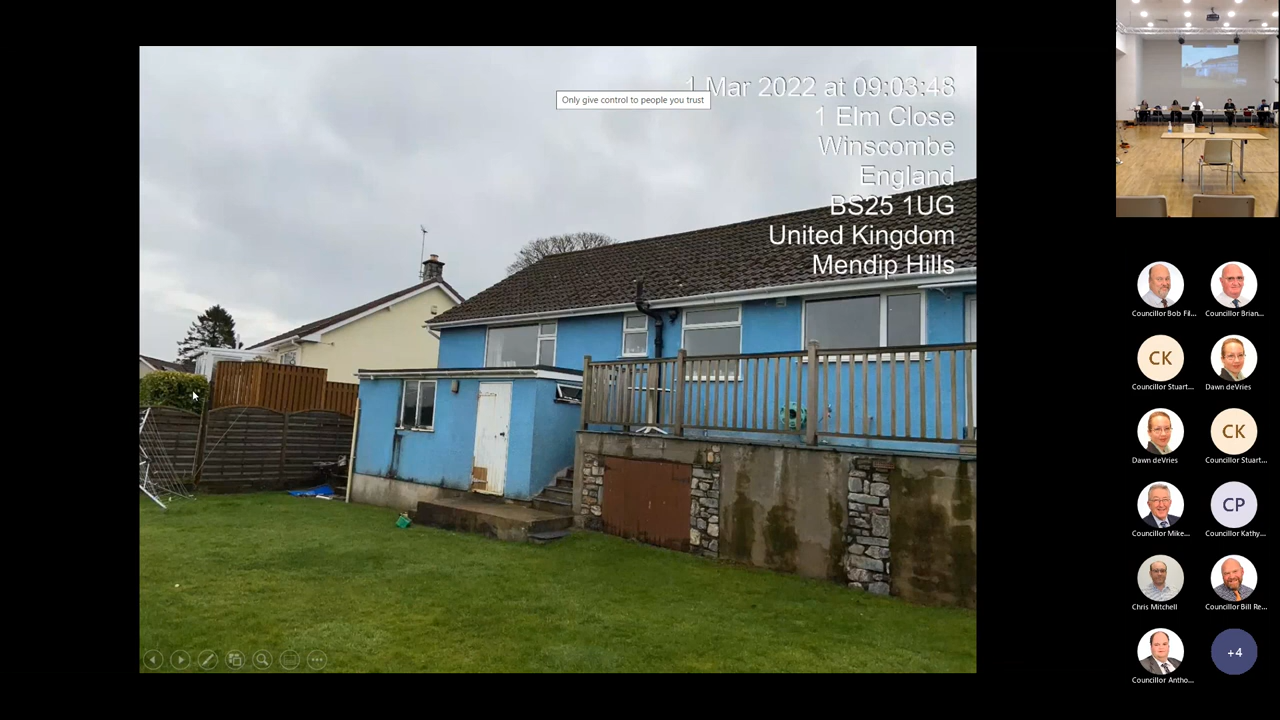 1 Mar 2022 at 09:03:48
Only give control to people you trust
1 Elm Close
Winscombe
England
BS25 1UG
United Kingdom
Mendip Hills
Councillor Bob Fil...
Councillor Brian...
CK
Councillor Stuart...
Dawn deVries
Dawn deVries
CK
Councillor Stuart...
Councillor Mike...
CP
Councillor Kathy...
Chris Mitchell
Councillor Bill Re...
Councillor Antho...
+4